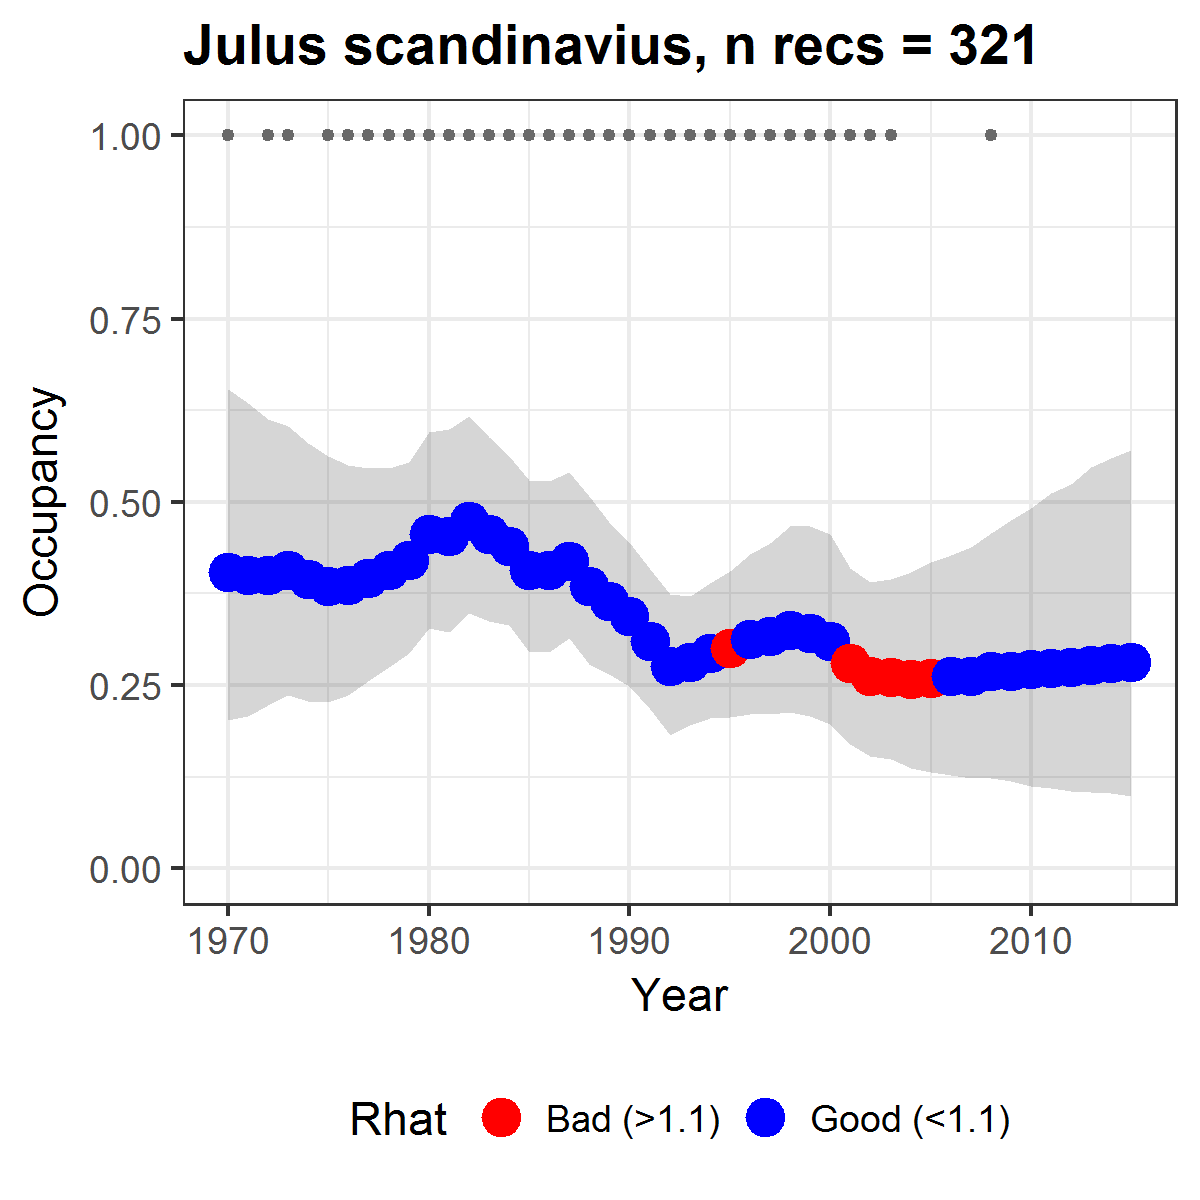 Julus scandinavius, n recs = 321
1.00
0.75
0.50
0.25
0.00
Occupancy
1970 1980 1990 2000 2010
Year
Rhat Bad (>1.1) Good (<1.1)